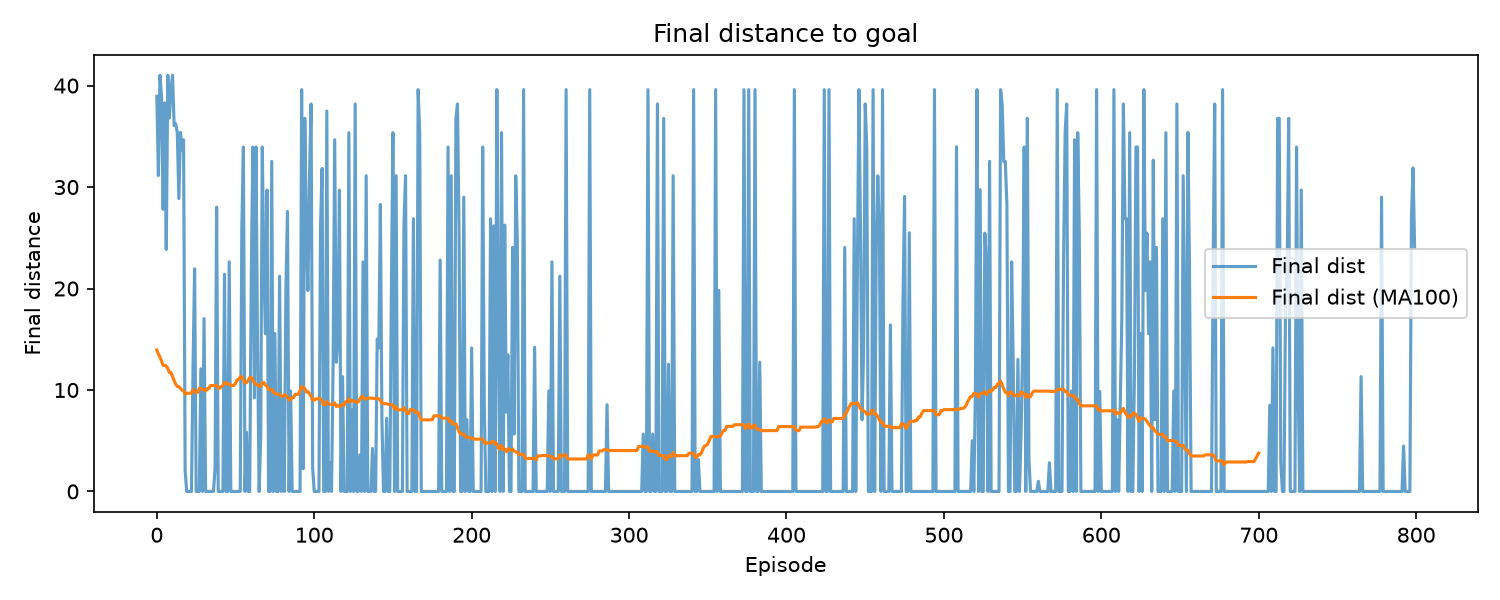 Final distance to goal
Final distance
40
30
20
10
0
Final dist
Final dist (MA100)
0 100 200 300 400 500 600 700 800
Episode